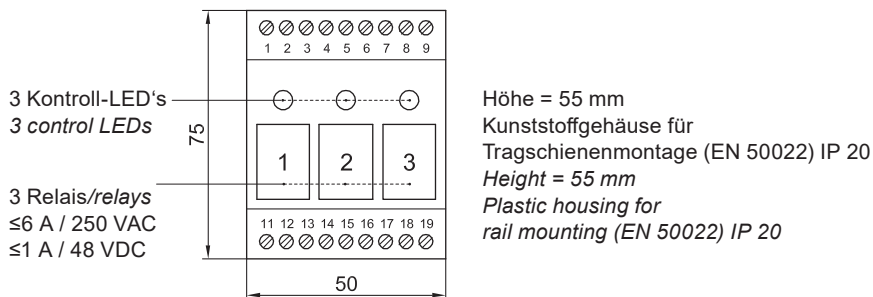 1 2 3 4 5 6 7 8 9
3 Kontroll-LED‘s
3 control LEDs
75
1 2 3
3 Relais/relays
≤6 A / 250 VAC
≤1 A / 48 VDC
11 12 13 14 15 16 17 18 19
50
Höhe = 55 mm
Kunststoffgehäuse für
Tragschienenmontage (EN 50022) IP 20
Height = 55 mm
Plastic housing for
rail mounting (EN 50022) IP 20